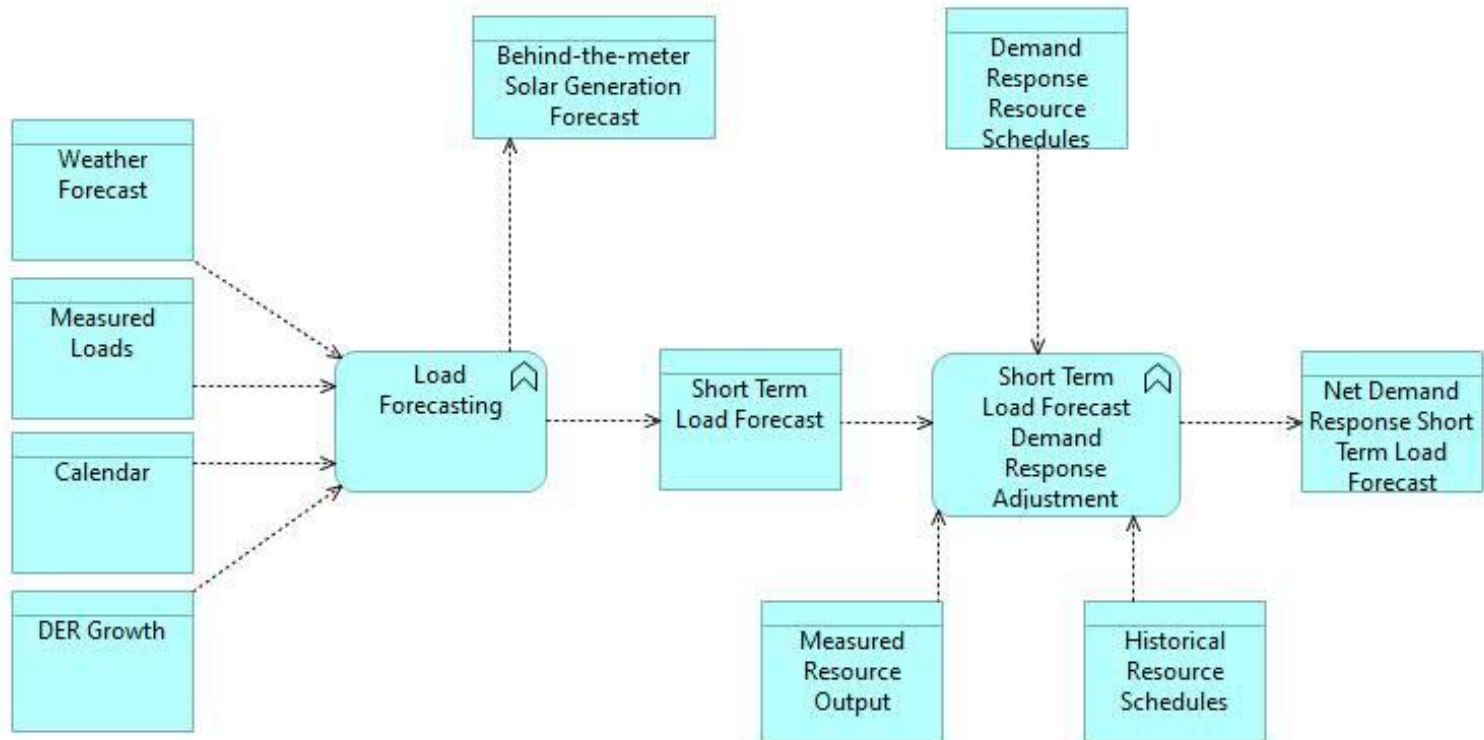 Behind-the-meter
Solar Generation
Forecast
Demand
Response
Resource
Schedules
Weather
Forecast
Measured
Loads
Calendar
DER Growth
Load
Forecasting
Short Term
Load Forecast
Short Term
Load Forecast
Demand
Response
Adjustment
Net Demand
Response Short
Term Load
Forecast
Measured
Resource
Output
Historical
Resource
Schedules